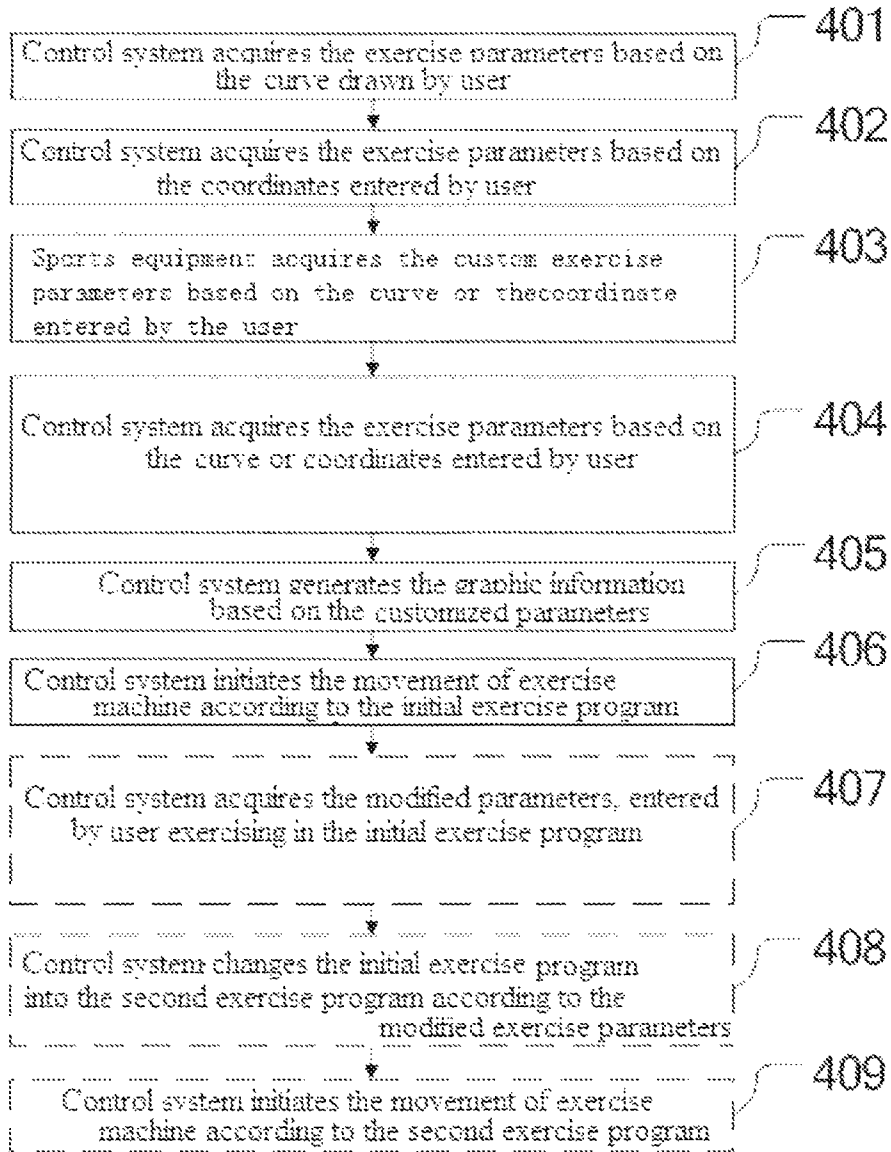 401
Control system acquires the exercise parameters based on
the curve drawn by user
402
Control system acquires the exercise parameters based on
the coordinates entered by user
403
Sports equipment acquires the custom exercise
parameters based on the curve or thecoordinate
entered by the user
404
Control system acquires the exercise parameters based on
the curve or coordinates entered by user
405
Control system generates the graphic information
based on the customized parameters
406
Control system initiates the movement of exercise
machine according to the initial exercise program
407
Control system acquires the modified parameters, entered
by user exercising in the initial exercise program
408
Control system changes the initial exercise program
into the second exercise program according to the
modified exercise parameters
409
Control system initiates the movement of exercise
machine according to the second exercise program